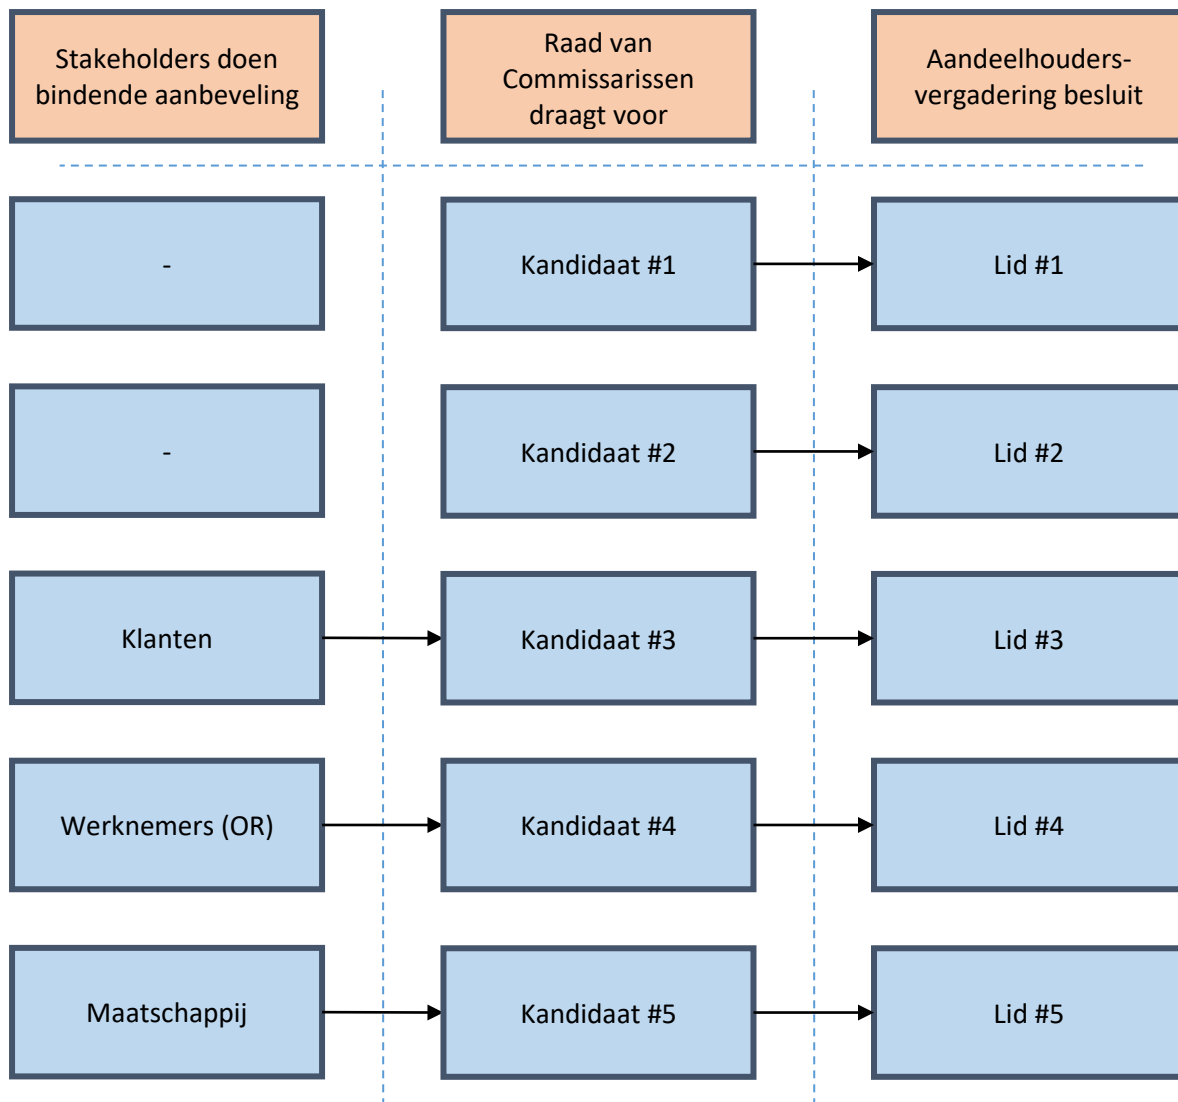 Stakeholders doen
bindende aanbeveling
Raad van
Commissarissen
draagt voor
Aandeelhouders-
vergadering besluit
-
Kandidaat #1
Lid #1
-
Kandidaat #2
Lid #2
Klanten
Kandidaat #3
Lid #3
Werknemers (OR)
Kandidaat #4
Lid #4
Maatschappij
Kandidaat #5
Lid #5